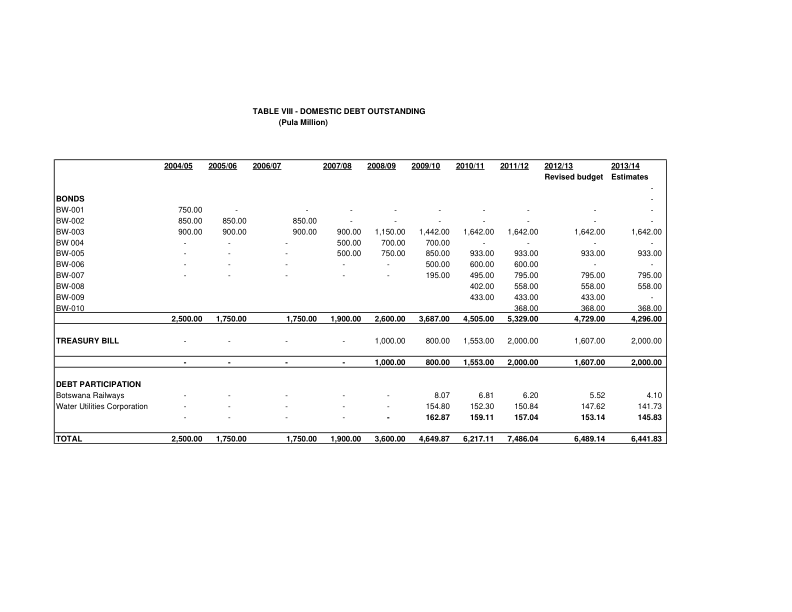 TABLE VIII - DOMESTIC DEBT OUTSTANDING
(Pula Million)
2004/05 2005/06 2006/07 2007/08 2008/09 2009/10 2010/11 2011/12 2012/13 2013/14
Revised budget Estimates
-
BONDS -
BW-001 750.00 - - - - - - - - -
BW-002 850.00 850.00 850.00 - - - - - - -
BW-003 900.00 900.00 900.00 900.00 1,150.00 1,442.00 1,642.00 1,642.00 1,642.00 1,642.00
BW 004 - - - 500.00 700.00 700.00 - - - -
BW-005 - - - 500.00 750.00 850.00 933.00 933.00 933.00 933.00
BW-006 - - - - - 500.00 600.00 600.00 - -
BW-007 - - - - - 195.00 495.00 795.00 795.00 795.00
BW-008 402.00 558.00 558.00 558.00
BW-009 433.00 433.00 433.00 -
BW-010 368.00 368.00 368.00
2,500.00 1,750.00 1,750.00 1,900.00 2,600.00 3,687.00 4,505.00 5,329.00 4,729.00 4,296.00
TREASURY BILL - - - - 1,000.00 800.00 1,553.00 2,000.00 1,607.00 2,000.00
- - - - 1,000.00 800.00 1,553.00 2,000.00 1,607.00 2,000.00
DEBT PARTICIPATION
Botswana Railways - - - - - 8.07 6.81 6.20 5.52 4.10
Water Utilities Corporation - - - - - 154.80 152.30 150.84 147.62 141.73
- - - - - 162.87 159.11 157.04 153.14 145.83
TOTAL 2,500.00 1,750.00 1,750.00 1,900.00 3,600.00 4,649.87 6,217.11 7,486.04 6,489.14 6,441.83